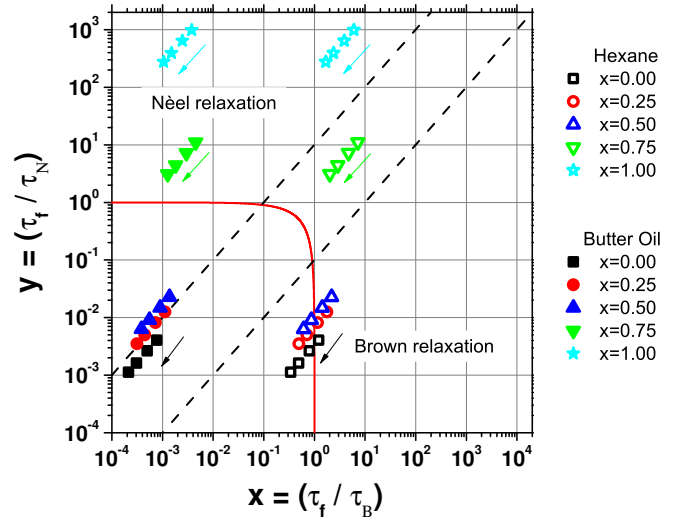 10³
10²
10¹
10⁰
10⁻¹
10⁻²
10⁻³
10⁻⁴
y = (τf / τN)
Nèel relaxation
Brown relaxation
10⁻⁴ 10⁻³ 10⁻² 10⁻¹ 10⁰ 10¹ 10² 10³ 10⁴
x = (τf / τB)
Hexane
x=0.00
x=0.25
x=0.50
x=0.75
x=1.00
Butter Oil
x=0.00
x=0.25
x=0.50
x=0.75
x=1.00